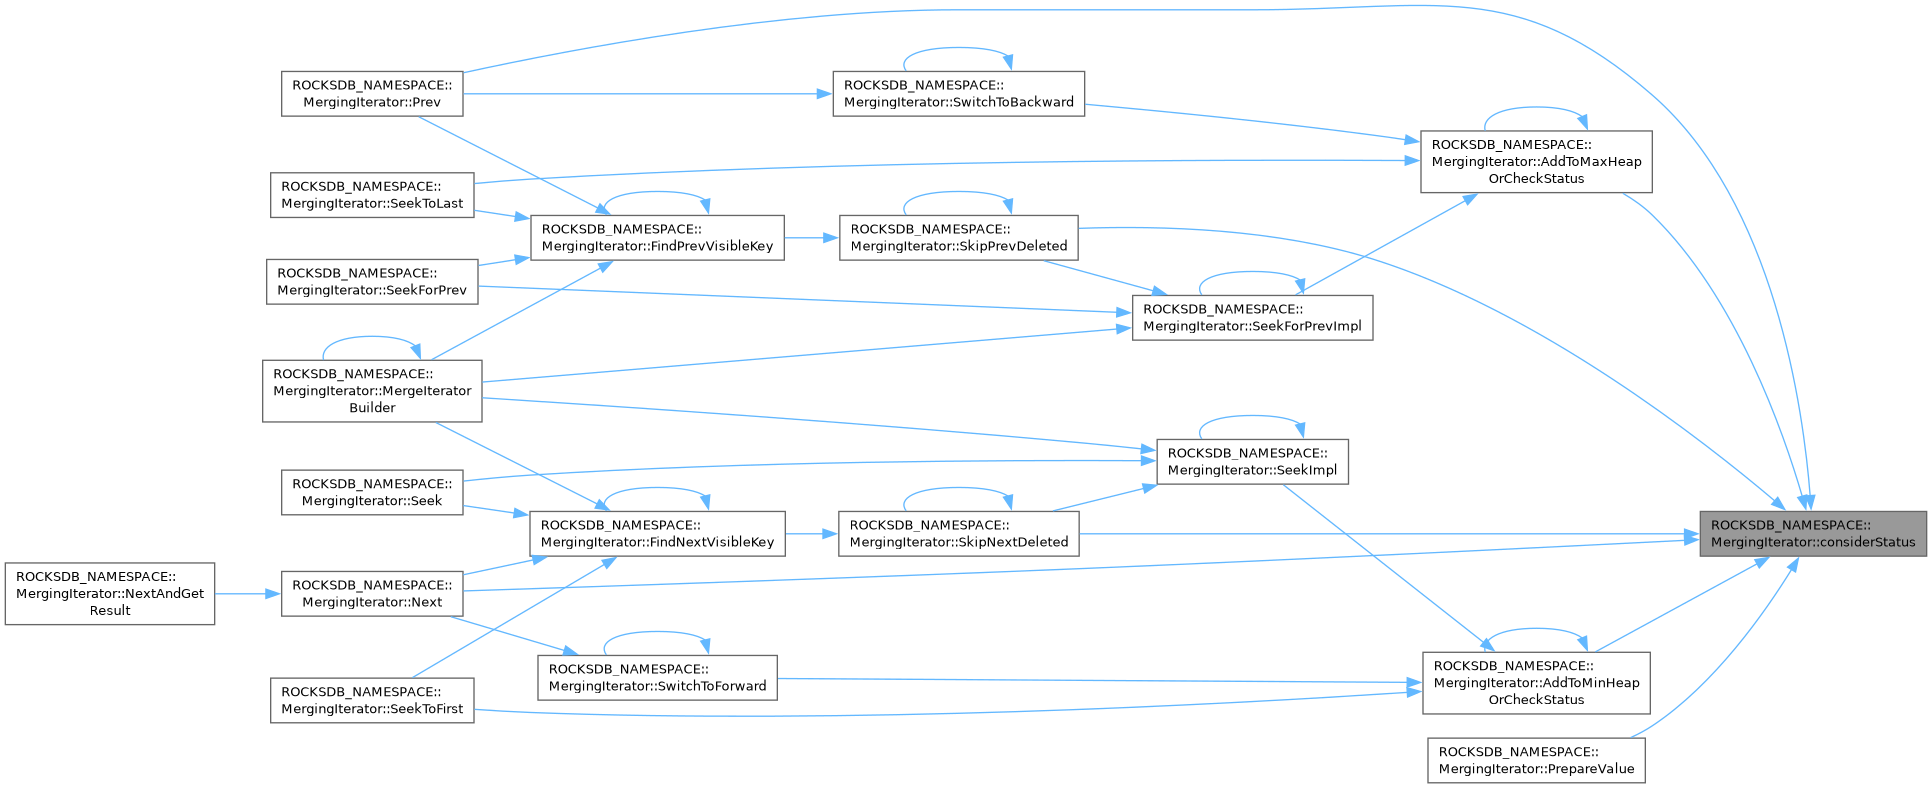 ROCKSDB_NAMESPACE::
MergingIterator::Prev
ROCKSDB_NAMESPACE::
MergingIterator::SwitchToBackward
ROCKSDB_NAMESPACE::
MergingIterator::AddToMaxHeap
OrCheckStatus
ROCKSDB_NAMESPACE::
MergingIterator::SeekToLast
ROCKSDB_NAMESPACE::
MergingIterator::FindPrevVisibleKey
ROCKSDB_NAMESPACE::
MergingIterator::SkipPrevDeleted
ROCKSDB_NAMESPACE::
MergingIterator::SeekForPrev
ROCKSDB_NAMESPACE::
MergingIterator::SeekForPrevImpl
ROCKSDB_NAMESPACE::
MergingIterator::MergeIterator
Builder
ROCKSDB_NAMESPACE::
MergingIterator::SeekImpl
ROCKSDB_NAMESPACE::
MergingIterator::Seek
ROCKSDB_NAMESPACE::
MergingIterator::FindNextVisibleKey
ROCKSDB_NAMESPACE::
MergingIterator::SkipNextDeleted
ROCKSDB_NAMESPACE::
MergingIterator::considerStatus
ROCKSDB_NAMESPACE::
MergingIterator::NextAndGet
Result
ROCKSDB_NAMESPACE::
MergingIterator::Next
ROCKSDB_NAMESPACE::
MergingIterator::SwitchToForward
ROCKSDB_NAMESPACE::
MergingIterator::AddToMinHeap
OrCheckStatus
ROCKSDB_NAMESPACE::
MergingIterator::SeekToFirst
ROCKSDB_NAMESPACE::
MergingIterator::PrepareValue